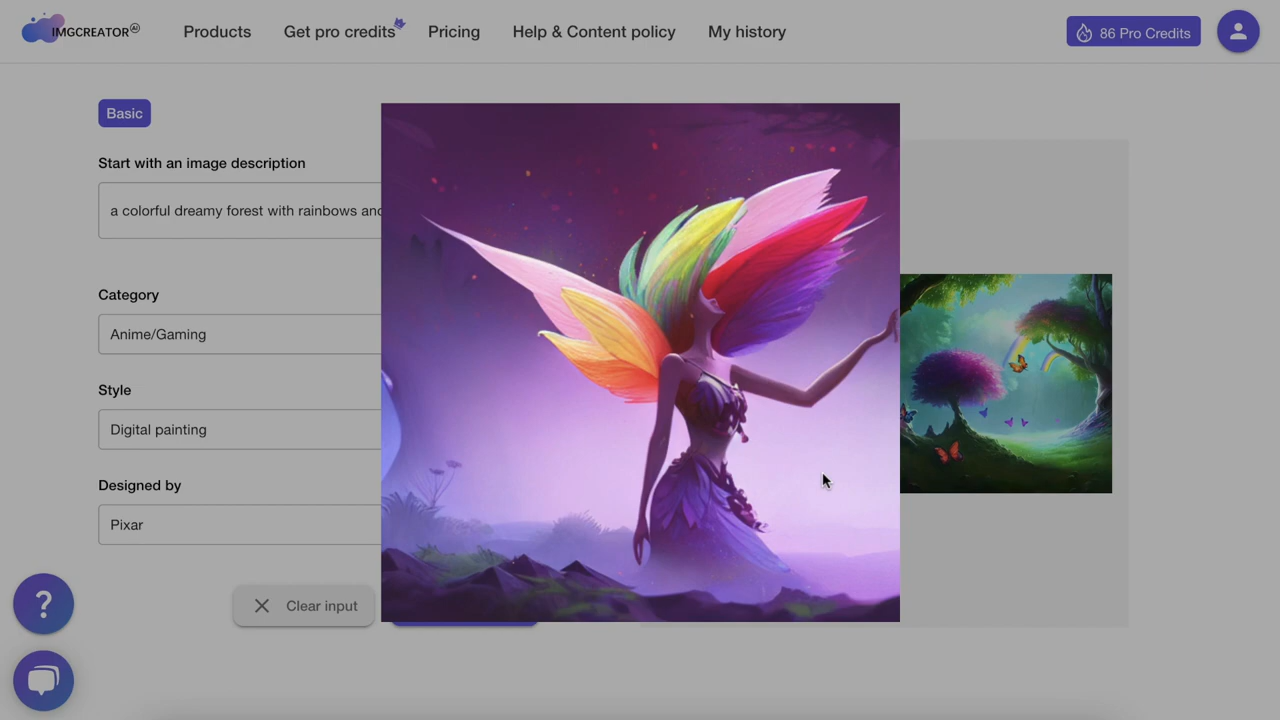 IMGCREATOR AI
Products
Get pro credits
Pricing
Help & Content policy
My history
86 Pro Credits
Basic
Start with an image description
a colorful dreamy forest with rainbows and
Category
Anime/Gaming
Style
Digital painting
Designed by
Pixar
Clear input
?